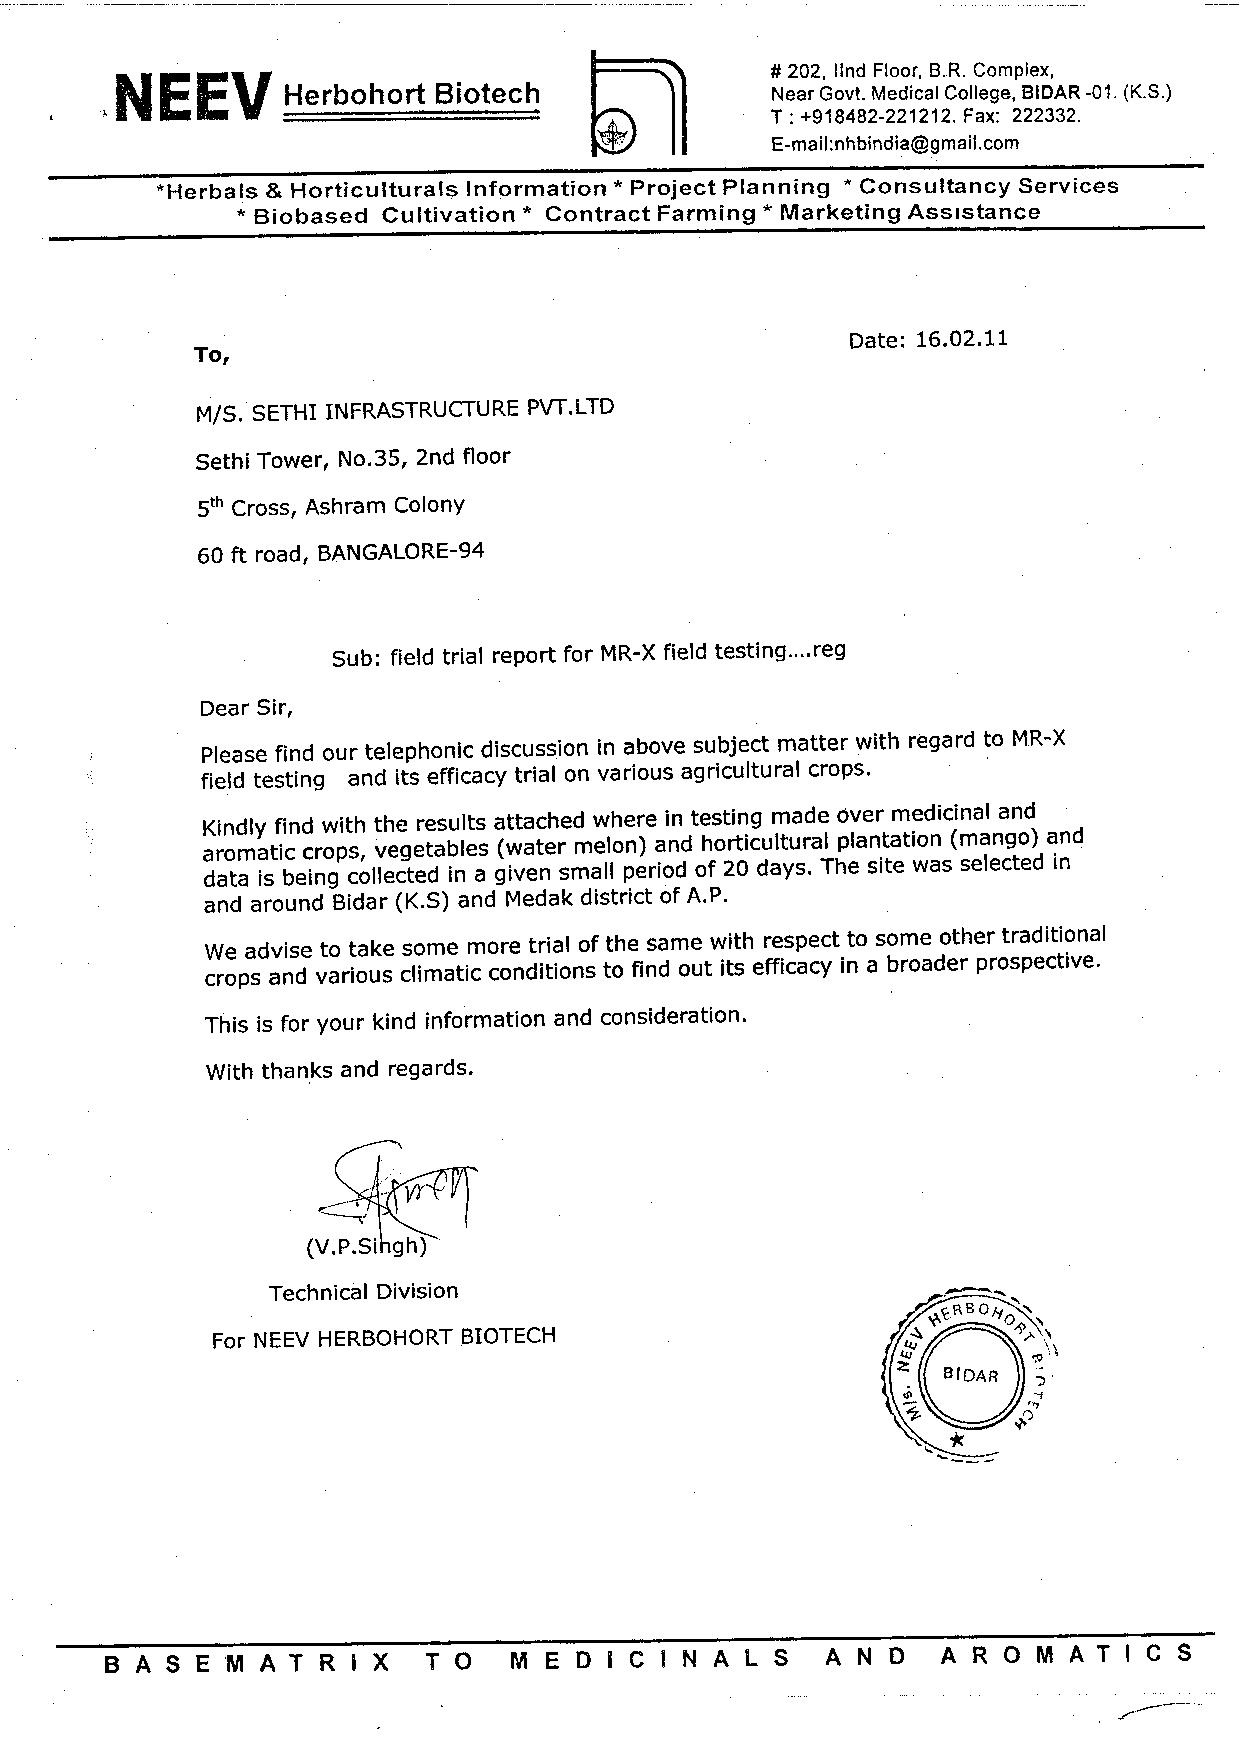 NEEV Herbohort Biotech
# 202, IInd Floor, B.R. Complex,
Near Govt. Medical College, BIDAR -01. (K.S.)
T : +918482-221212. Fax: 222332.
E-mail:nhbindia@gmail.com
*Herbals & Horticulturals Information * Project Planning * Consultancy Services
* Biobased Cultivation * Contract Farming * Marketing Assistance
Date: 16.02.11
To,
M/S. SETHI INFRASTRUCTURE PVT.LTD
Sethi Tower, No.35, 2nd floor
5th Cross, Ashram Colony
60 ft road, BANGALORE-94
Sub: field trial report for MR-X field testing....reg
Dear Sir,
Please find our telephonic discussion in above subject matter with regard to MR-X
field testing and its efficacy trial on various agricultural crops.
Kindly find with the results attached where in testing made over medicinal and
aromatic crops, vegetables (water melon) and horticultural plantation (mango) and
data is being collected in a given small period of 20 days. The site was selected in
and around Bidar (K.S) and Medak district of A.P.
We advise to take some more trial of the same with respect to some other traditional
crops and various climatic conditions to find out its efficacy in a broader prospective.
This is for your kind information and consideration.
With thanks and regards.
(V.P.Singh)
Technical Division
For NEEV HERBOHORT BIOTECH
M/s. NEEV HERBOHORT BIOTECH
BIDAR
BASEMATRIX TO MEDICINALS AND AROMATICS